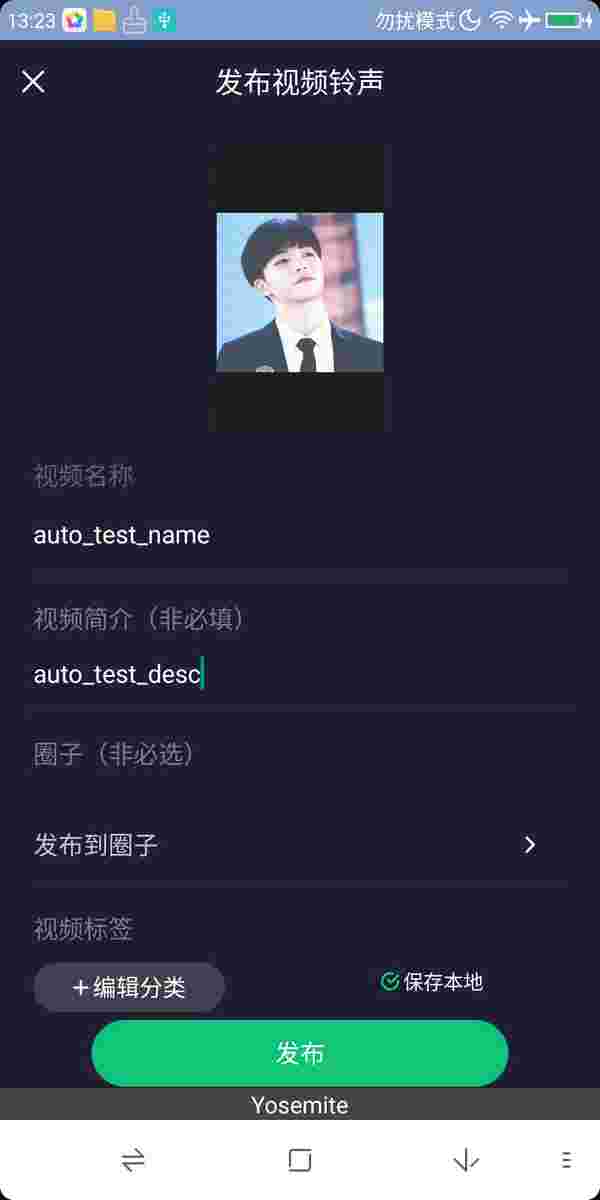 13:23 勿扰模式
发布视频铃声
视频名称
auto_test_name
视频简介（非必填）
auto_test_desc
圈子（非必选）
发布到圈子
视频标签
+编辑分类 保存本地
发布
Yosemite